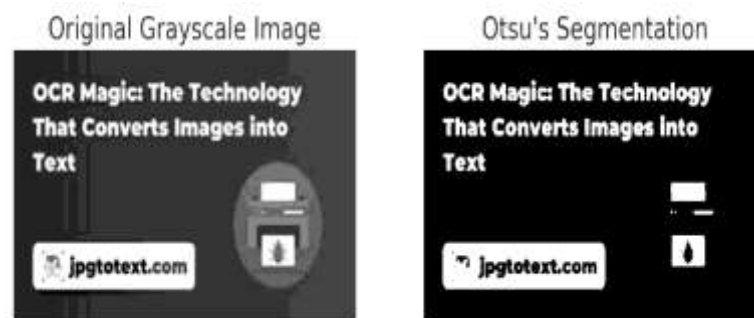 Original Grayscale Image
OCR Magic: The Technology
That Converts Images into
Text
jpgtotext.com
Otsu's Segmentation
OCR Magic: The Technology
That Converts Images into
Text
jpgtotext.com